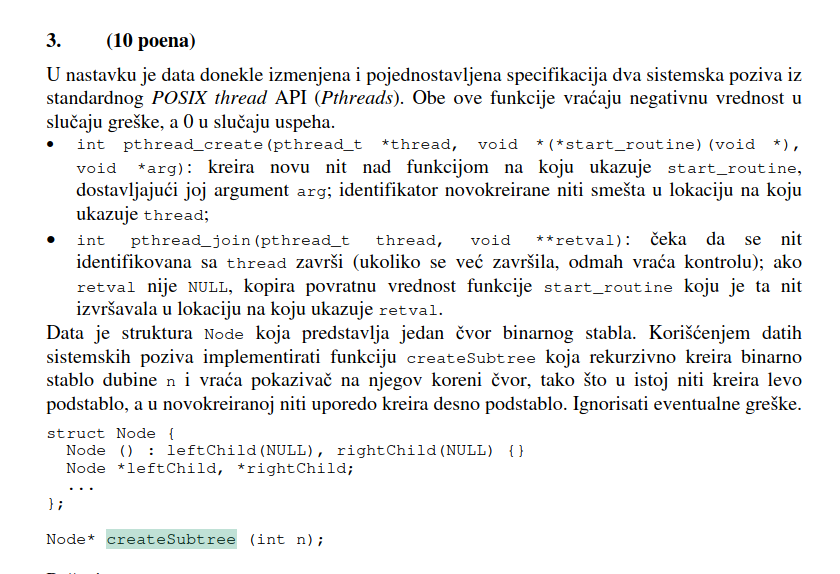 3. (10 poena)
U nastavku je data donekle izmenjena i pojednostavljena specifikacija dva sistemska poziva iz
standardnog POSIX thread API (Pthreads). Obe ove funkcije vraćaju negativnu vrednost u
slučaju greške, a 0 u slučaju uspeha.
• int pthread_create(pthread_t *thread, void *(*start_routine)(void *),
void *arg): kreira novu nit nad funkcijom na koju ukazuje start_routine,
dostavljajući joj argument arg; identifikator novokreirane niti smešta u lokaciju na koju
ukazuje thread;
• int pthread_join(pthread_t thread, void **retval): čeka da se nit
identifikovana sa thread završi (ukoliko se već završila, odmah vraća kontrolu); ako
retval nije NULL, kopira povratnu vrednost funkcije start_routine koju je ta nit
izvršavala u lokaciju na koju ukazuje retval.
Data je struktura Node koja predstavlja jedan čvor binarnog stabla. Korišćenjem datih
sistemskih poziva implementirati funkciju createSubtree koja rekurzivno kreira binarno
stablo dubine n i vraća pokazivač na njegov koreni čvor, tako što u istoj niti kreira levo
podstablo, a u novokreiranoj niti uporedo kreira desno podstablo. Ignorisati eventualne greške.
struct Node {
Node () : leftChild(NULL), rightChild(NULL) {}
Node *leftChild, *rightChild;
...
};
Node* createSubtree (int n);